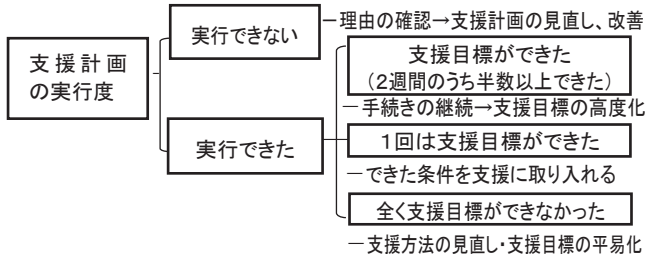 支援計画
の実行度
実行できない
－理由の確認→支援計画の見直し、改善
実行できた
支援目標ができた
（2週間のうち半数以上できた）
－手続きの継続→支援目標の高度化
1回は支援目標ができた
－できた条件を支援に取り入れる
全く支援目標ができなかった
－支援方法の見直し・支援目標の平易化